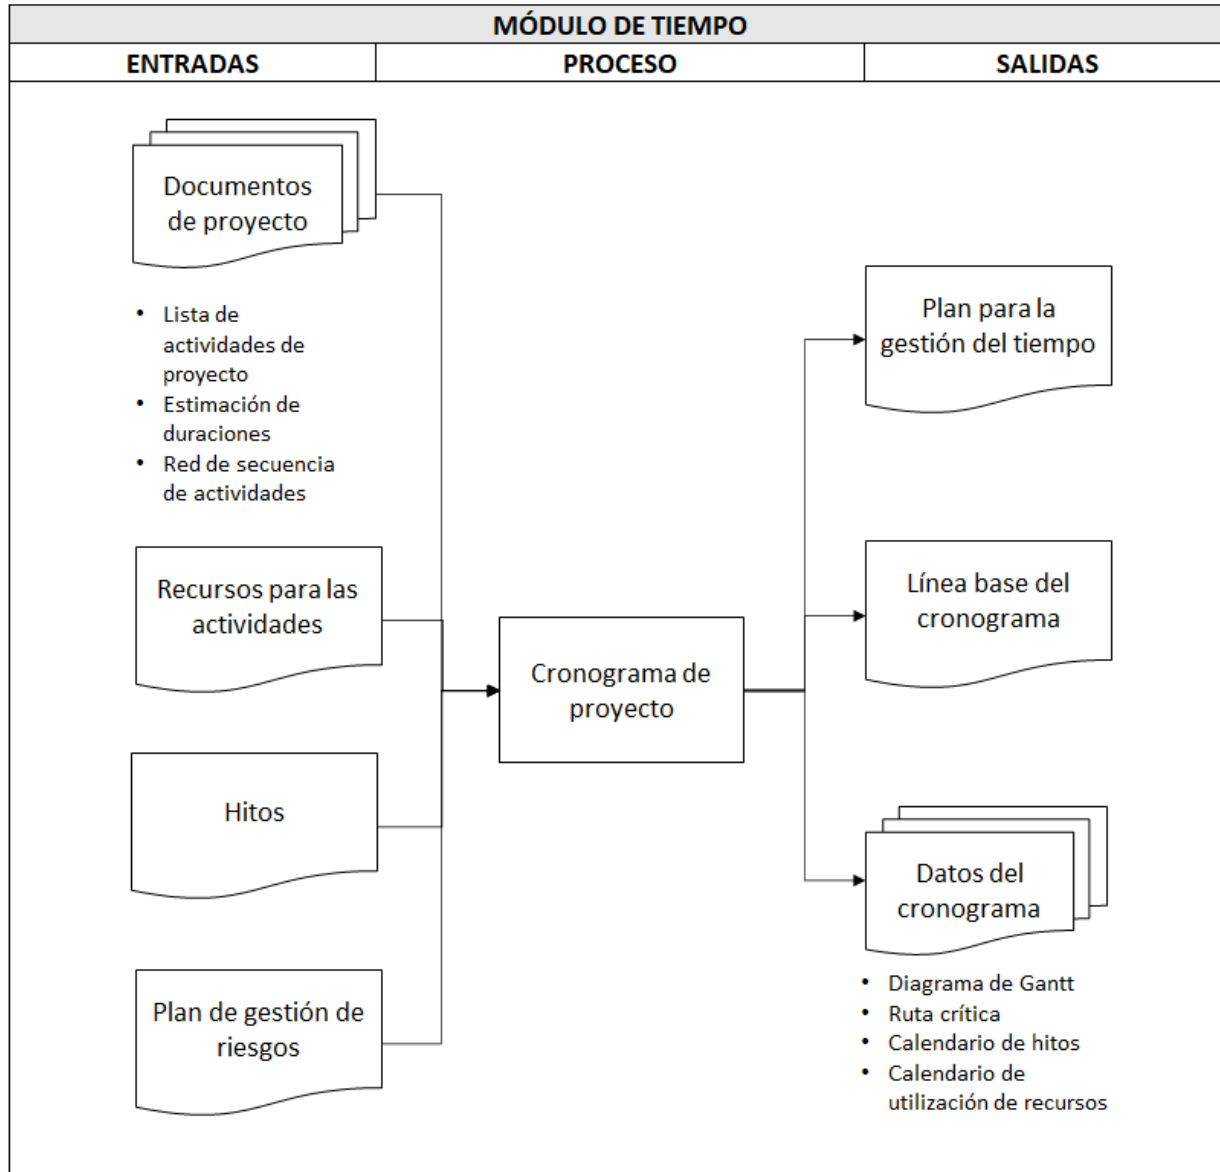 MÓDULO DE TIEMPO
ENTRADAS
PROCESO
SALIDAS
Documentos
de proyecto
• Lista de
actividades de
proyecto
• Estimación de
duraciones
• Red de secuencia
de actividades
Recursos para las
actividades
Hitos
Plan de gestión de
riesgos
Cronograma de
proyecto
Plan para la
gestión del tiempo
Línea base del
cronograma
Datos del
cronograma
• Diagrama de Gantt
• Ruta crítica
• Calendario de hitos
• Calendario de
utilización de recursos